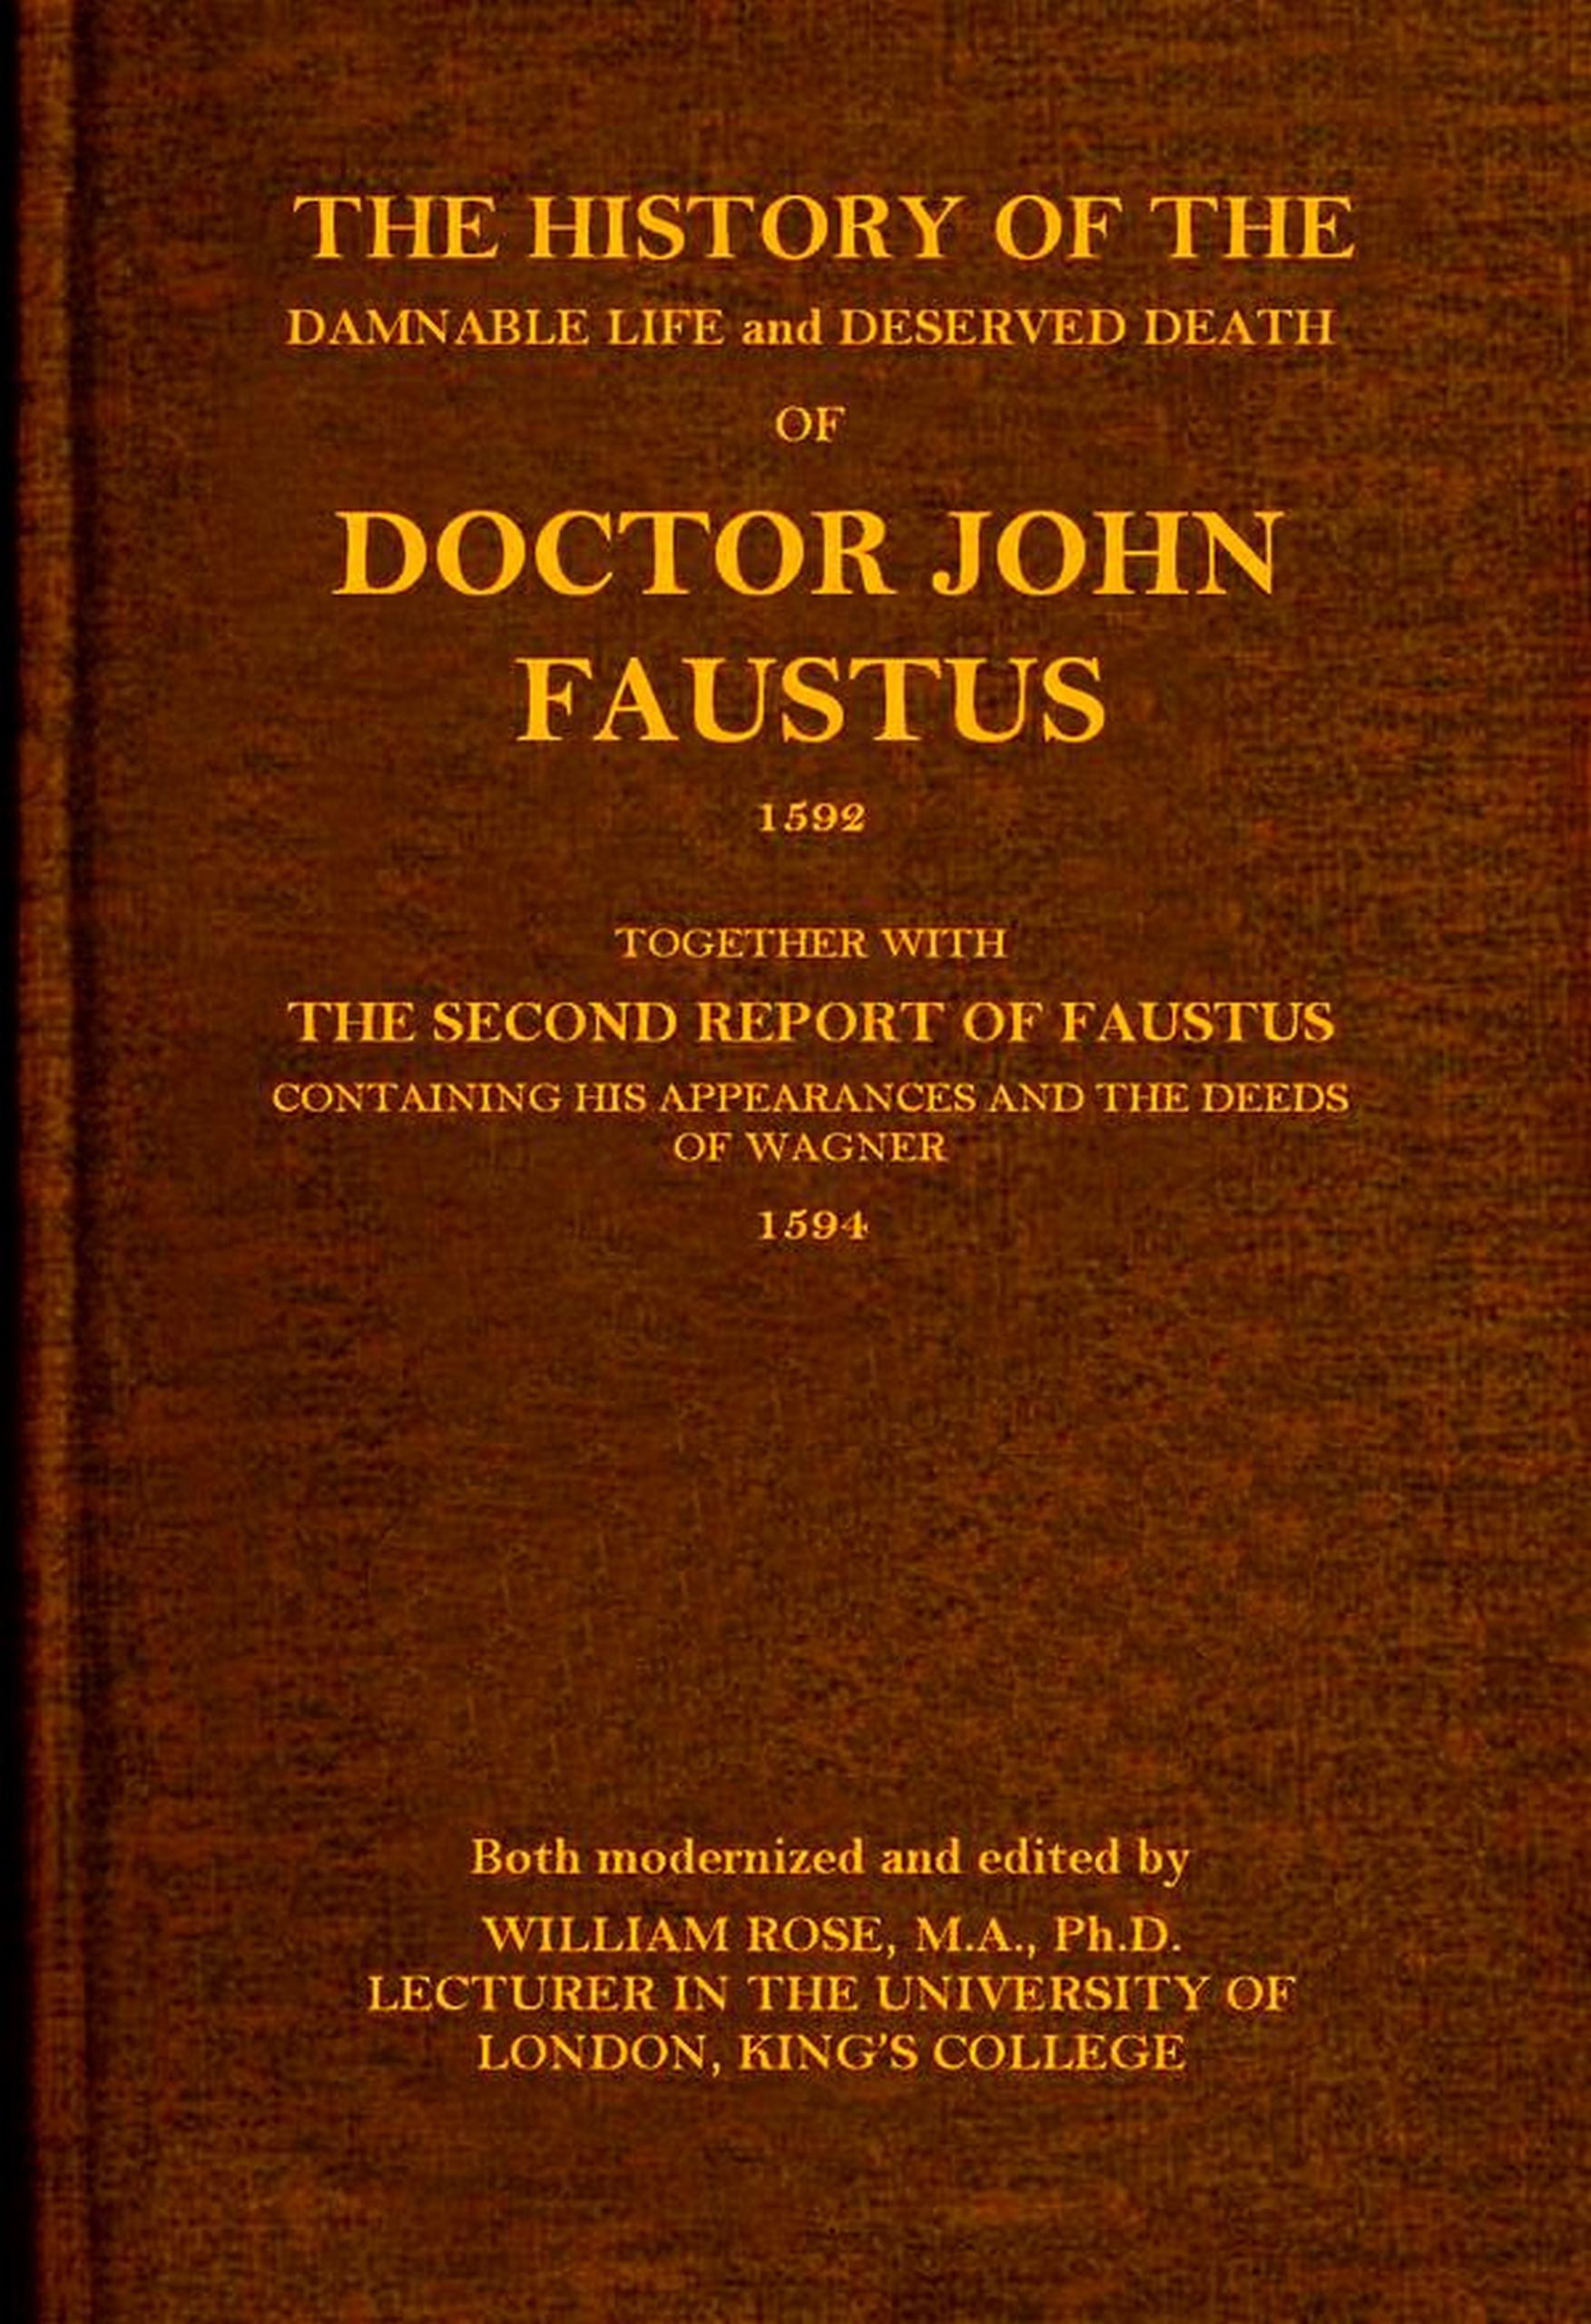 THE HISTORY OF THE
DAMNABLE LIFE and DESERVED DEATH
OF
DOCTOR JOHN
FAUSTUS
1592
TOGETHER WITH
THE SECOND REPORT OF FAUSTUS
CONTAINING HIS APPEARANCES AND THE DEEDS
OF WAGNER
1594
Both modernized and edited by
WILLIAM ROSE, M.A., Ph.D.
LECTURER IN THE UNIVERSITY OF
LONDON, KING'S COLLEGE